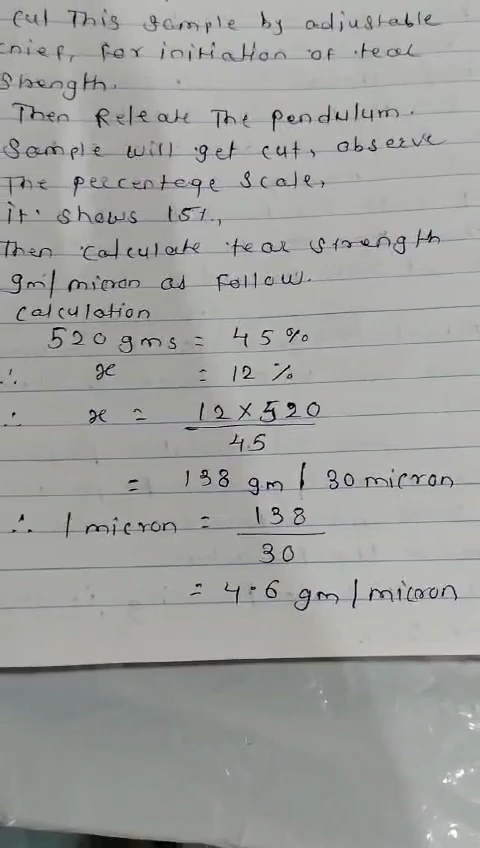 cut This sample by adjustable
knief, for initiation of tear
Strength.
Then Releate The pendulum.
Sample will get cut, observe
The percentege scale,
it shows 15%,
Then calculate tear strength
gm/micron as follow.
calculation
520 gms = 45%
∴ x = 12%
∴ x = 12 x 520
45
= 138 gm / 30 micron
∴ 1 micron = 138
30
= 4.6 gm/micron